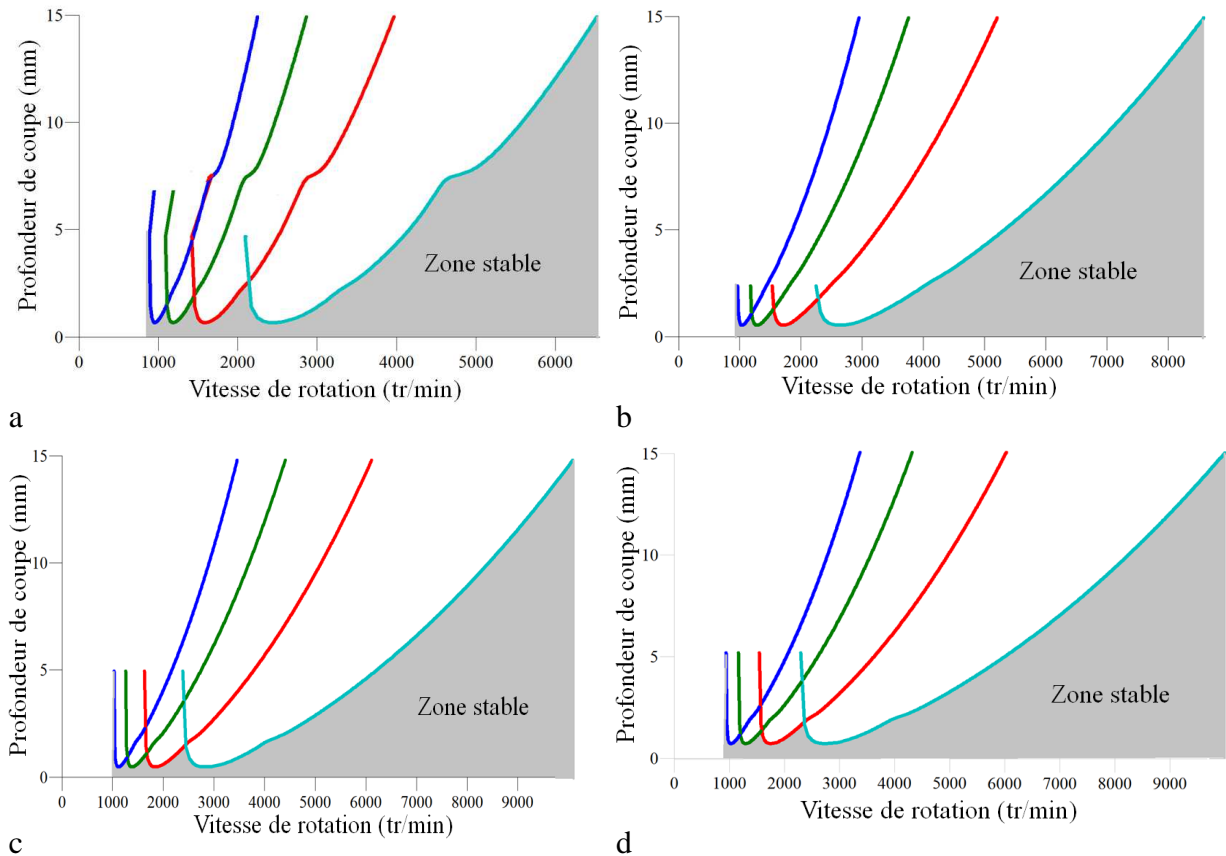 Profondeur de coupe (mm)
15
10
5
0
Zone stable
0 1000 2000 3000 4000 5000 6000
Vitesse de rotation (tr/min)
a
Profondeur de coupe (mm)
15
10
5
0
Zone stable
0 1000 2000 3000 4000 5000 6000 7000 8000
Vitesse de rotation (tr/min)
b
Profondeur de coupe (mm)
15
10
5
0
Zone stable
0 1000 2000 3000 4000 5000 6000 7000 8000 9000
Vitesse de rotation (tr/min)
c
Profondeur de coupe (mm)
15
10
5
0
Zone stable
0 1000 2000 3000 4000 5000 6000 7000 8000 9000
Vitesse de rotation (tr/min)
d